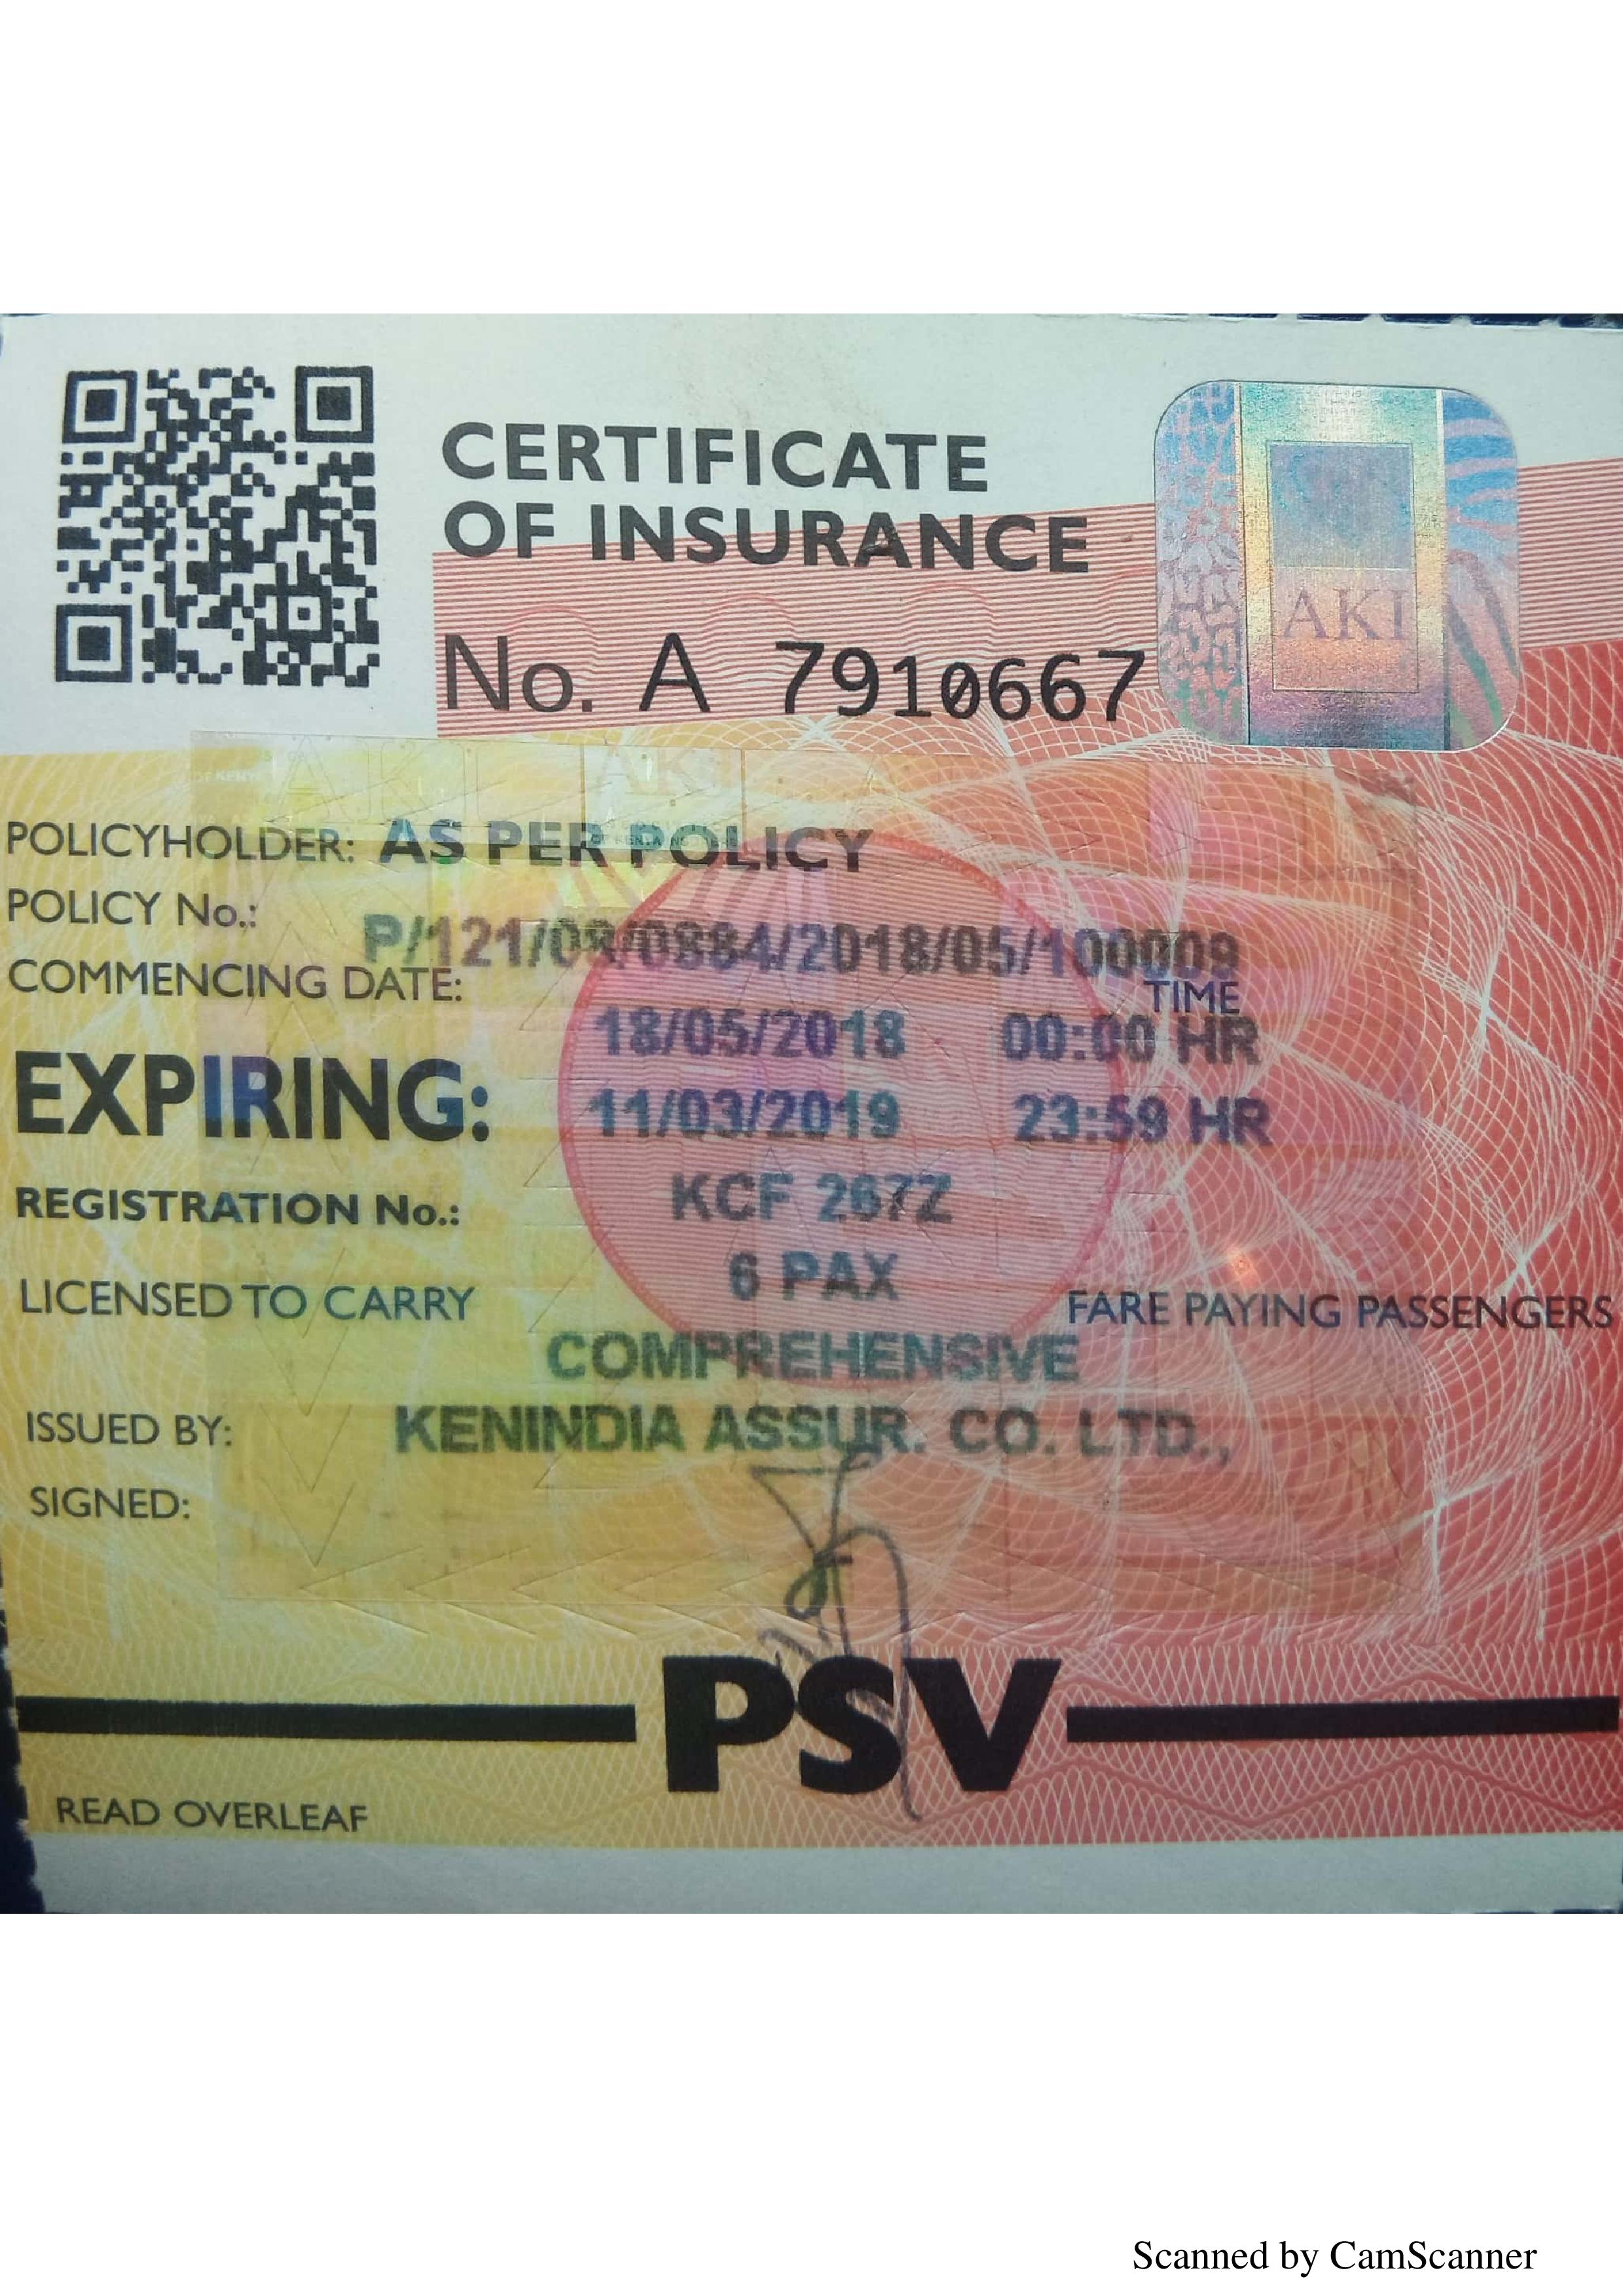 CERTIFICATE
OF INSURANCE
No. A 7910667
AKI
POLICYHOLDER: AS PER POLICY
POLICY No.:
P/121/08/0884/2018/05/100009
COMMENCING DATE:
TIME
18/05/2018 00:00 HR
EXPIRING: 11/03/2019 23:59 HR
REGISTRATION No.: KCF 267Z
6 PAX
LICENSED TO CARRY FARE PAYING PASSENGERS
COMPREHENSIVE
ISSUED BY: KENINDIA ASSUR. CO. LTD.,
SIGNED:
PSV
READ OVERLEAF
Scanned by CamScanner